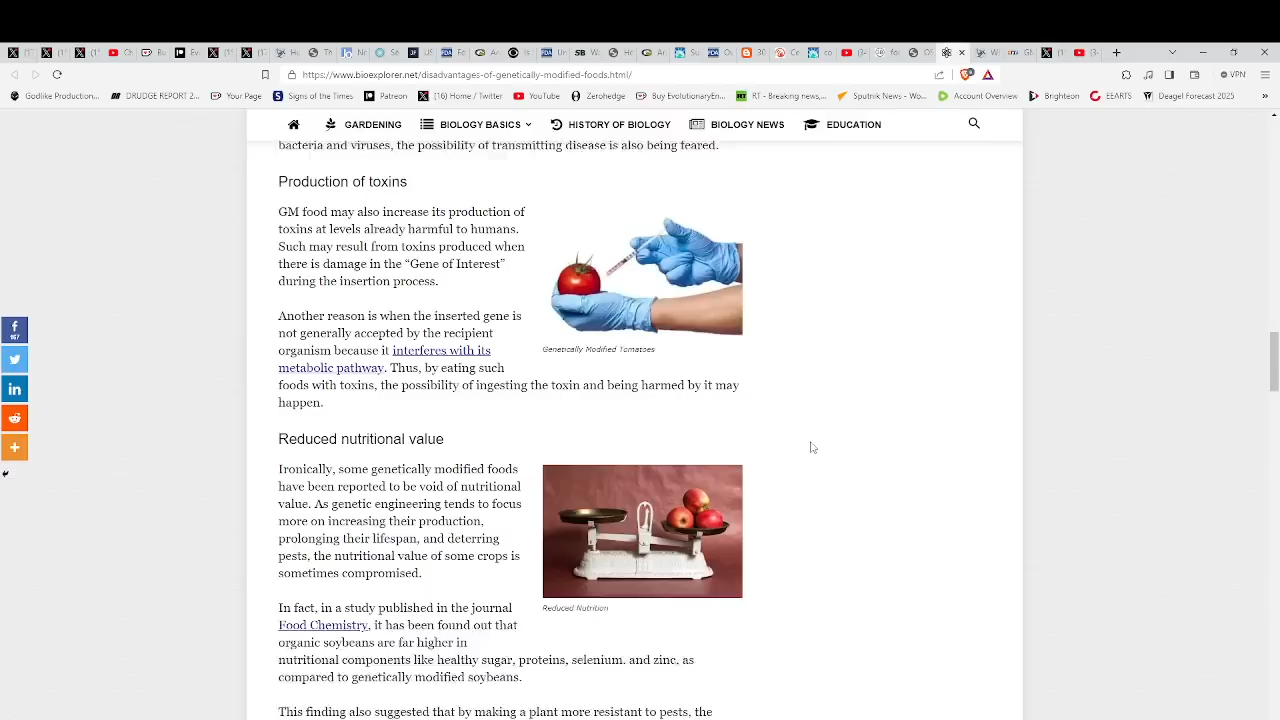 https://www.bioexplorer.net/disadvantages-of-genetically-modified-foods.html/
VPN
Godlike Production...
DRUDGE REPORT 2...
Your Page
Signs of the Times
Patreon
[16] Home / Twitter
YouTube
Zerohedge
Buy EvolutionaryEn...
RT - Breaking news,...
Sputnik News - Wo...
Account Overview
Brighteon
EEARTS
Deagel Forecast 2025
GARDENING
BIOLOGY BASICS
HISTORY OF BIOLOGY
BIOLOGY NEWS
EDUCATION
bacteria and viruses, the possibility of transmitting disease is also being feared.
Production of toxins
GM food may also increase its production of
toxins at levels already harmful to humans.
Such may result from toxins produced when
there is damage in the “Gene of Interest”
during the insertion process.
Another reason is when the inserted gene is
not generally accepted by the recipient
organism because it interferes with its
metabolic pathway. Thus, by eating such
foods with toxins, the possibility of ingesting the toxin and being harmed by it may
happen.
Genetically Modified Tomatoes
Reduced nutritional value
Ironically, some genetically modified foods
have been reported to be void of nutritional
value. As genetic engineering tends to focus
more on increasing their production,
prolonging their lifespan, and deterring
pests, the nutritional value of some crops is
sometimes compromised.
Reduced Nutrition
In fact, in a study published in the journal
Food Chemistry, it has been found out that
organic soybeans are far higher in
nutritional components like healthy sugar, proteins, selenium. and zinc, as
compared to genetically modified soybeans.
This finding also suggested that by making a plant more resistant to pests, the